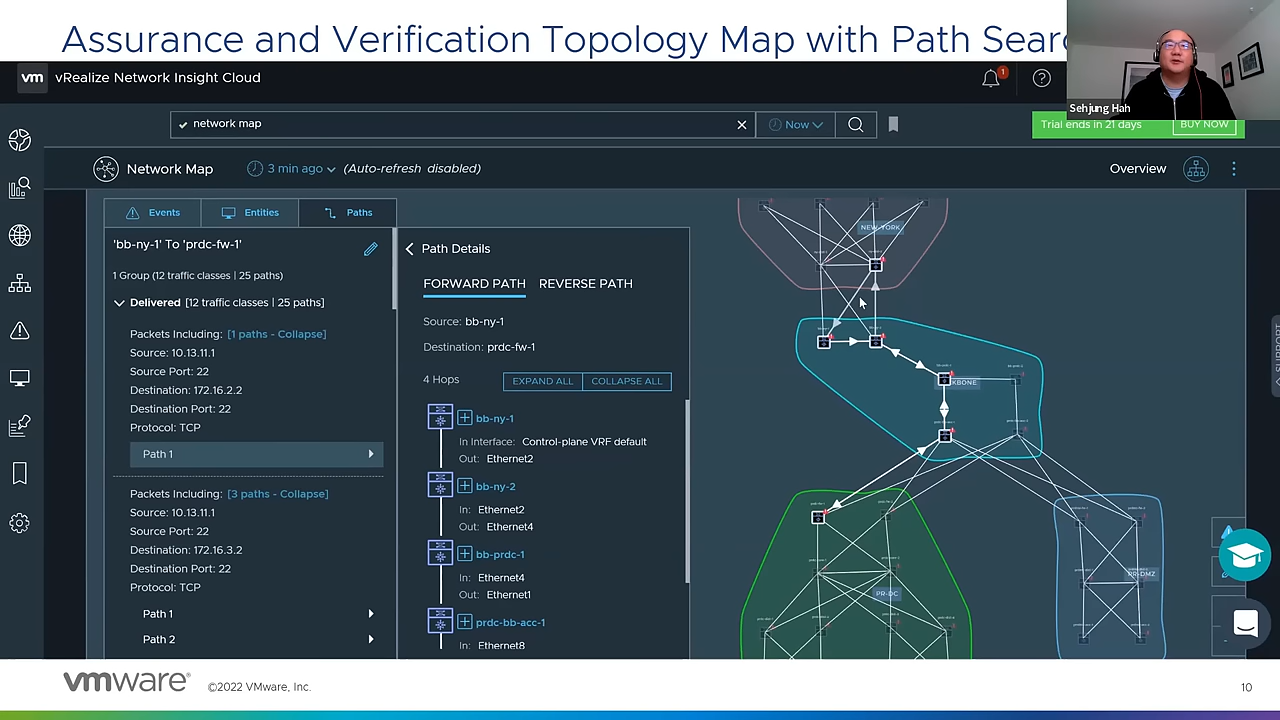 Assurance and Verification Topology Map with Path Searc
Sehjung Hah
vm vRealize Network Insight Cloud
1
network map
Now
Trial ends in 21 days
BUY NOW
Network Map
3 min ago
(Auto-refresh disabled)
Overview
Events
Entities
Paths
'bb-ny-1' To 'prdc-fw-1'
1 Group (12 traffic classes | 25 paths)
Delivered [12 traffic classes | 25 paths]
Packets Including: [1 paths - Collapse]
Source: 10.13.11.1
Source Port: 22
Destination: 172.16.2.2
Destination Port: 22
Protocol: TCP
Path 1
Packets Including: [3 paths - Collapse]
Source: 10.13.11.1
Source Port: 22
Destination: 172.16.3.2
Destination Port: 22
Protocol: TCP
Path 1
Path 2
Path Details
FORWARD PATH
REVERSE PATH
Source: bb-ny-1
Destination: prdc-fw-1
4 Hops
EXPAND ALL
COLLAPSE ALL
bb-ny-1
In Interface: Control-plane VRF default
Out: Ethernet2
bb-ny-2
In: Ethernet2
Out: Ethernet4
bb-prdc-1
In: Ethernet4
Out: Ethernet1
prdc-bb-acc-1
In: Ethernet8
NEW-YORK
KBONE
PR-DC
PR-DMZ
SUPPORT
vmware®
©2022 VMware, Inc.
10